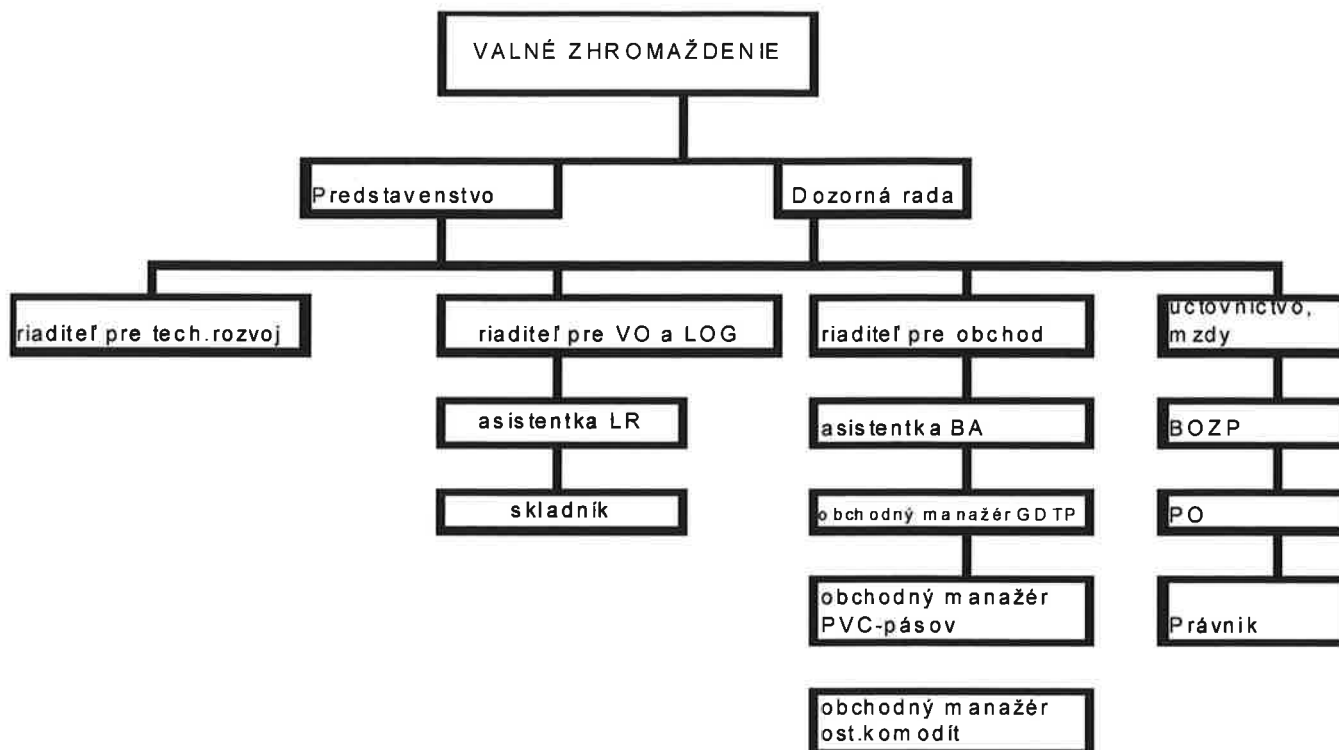 VALNÉ ZHROMAŽDENIE
Predstavenstvo
Dozorná rada
riaditeľ pre tech.rozvoj
riaditeľ pre VO a LOG
riaditeľ pre obchod
účtovníctvo,
mzdy
asistentka LR
asistentka BA
BOZP
skladník
obchodný manažér GDTP
PO
obchodný manažér
PVC-pásov
Právnik
obchodný manažér
ost.komodít